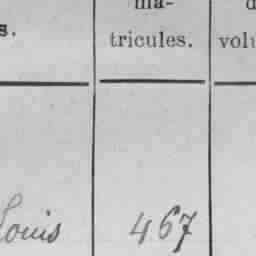 ma-
s. tricules. volu
Louis 467